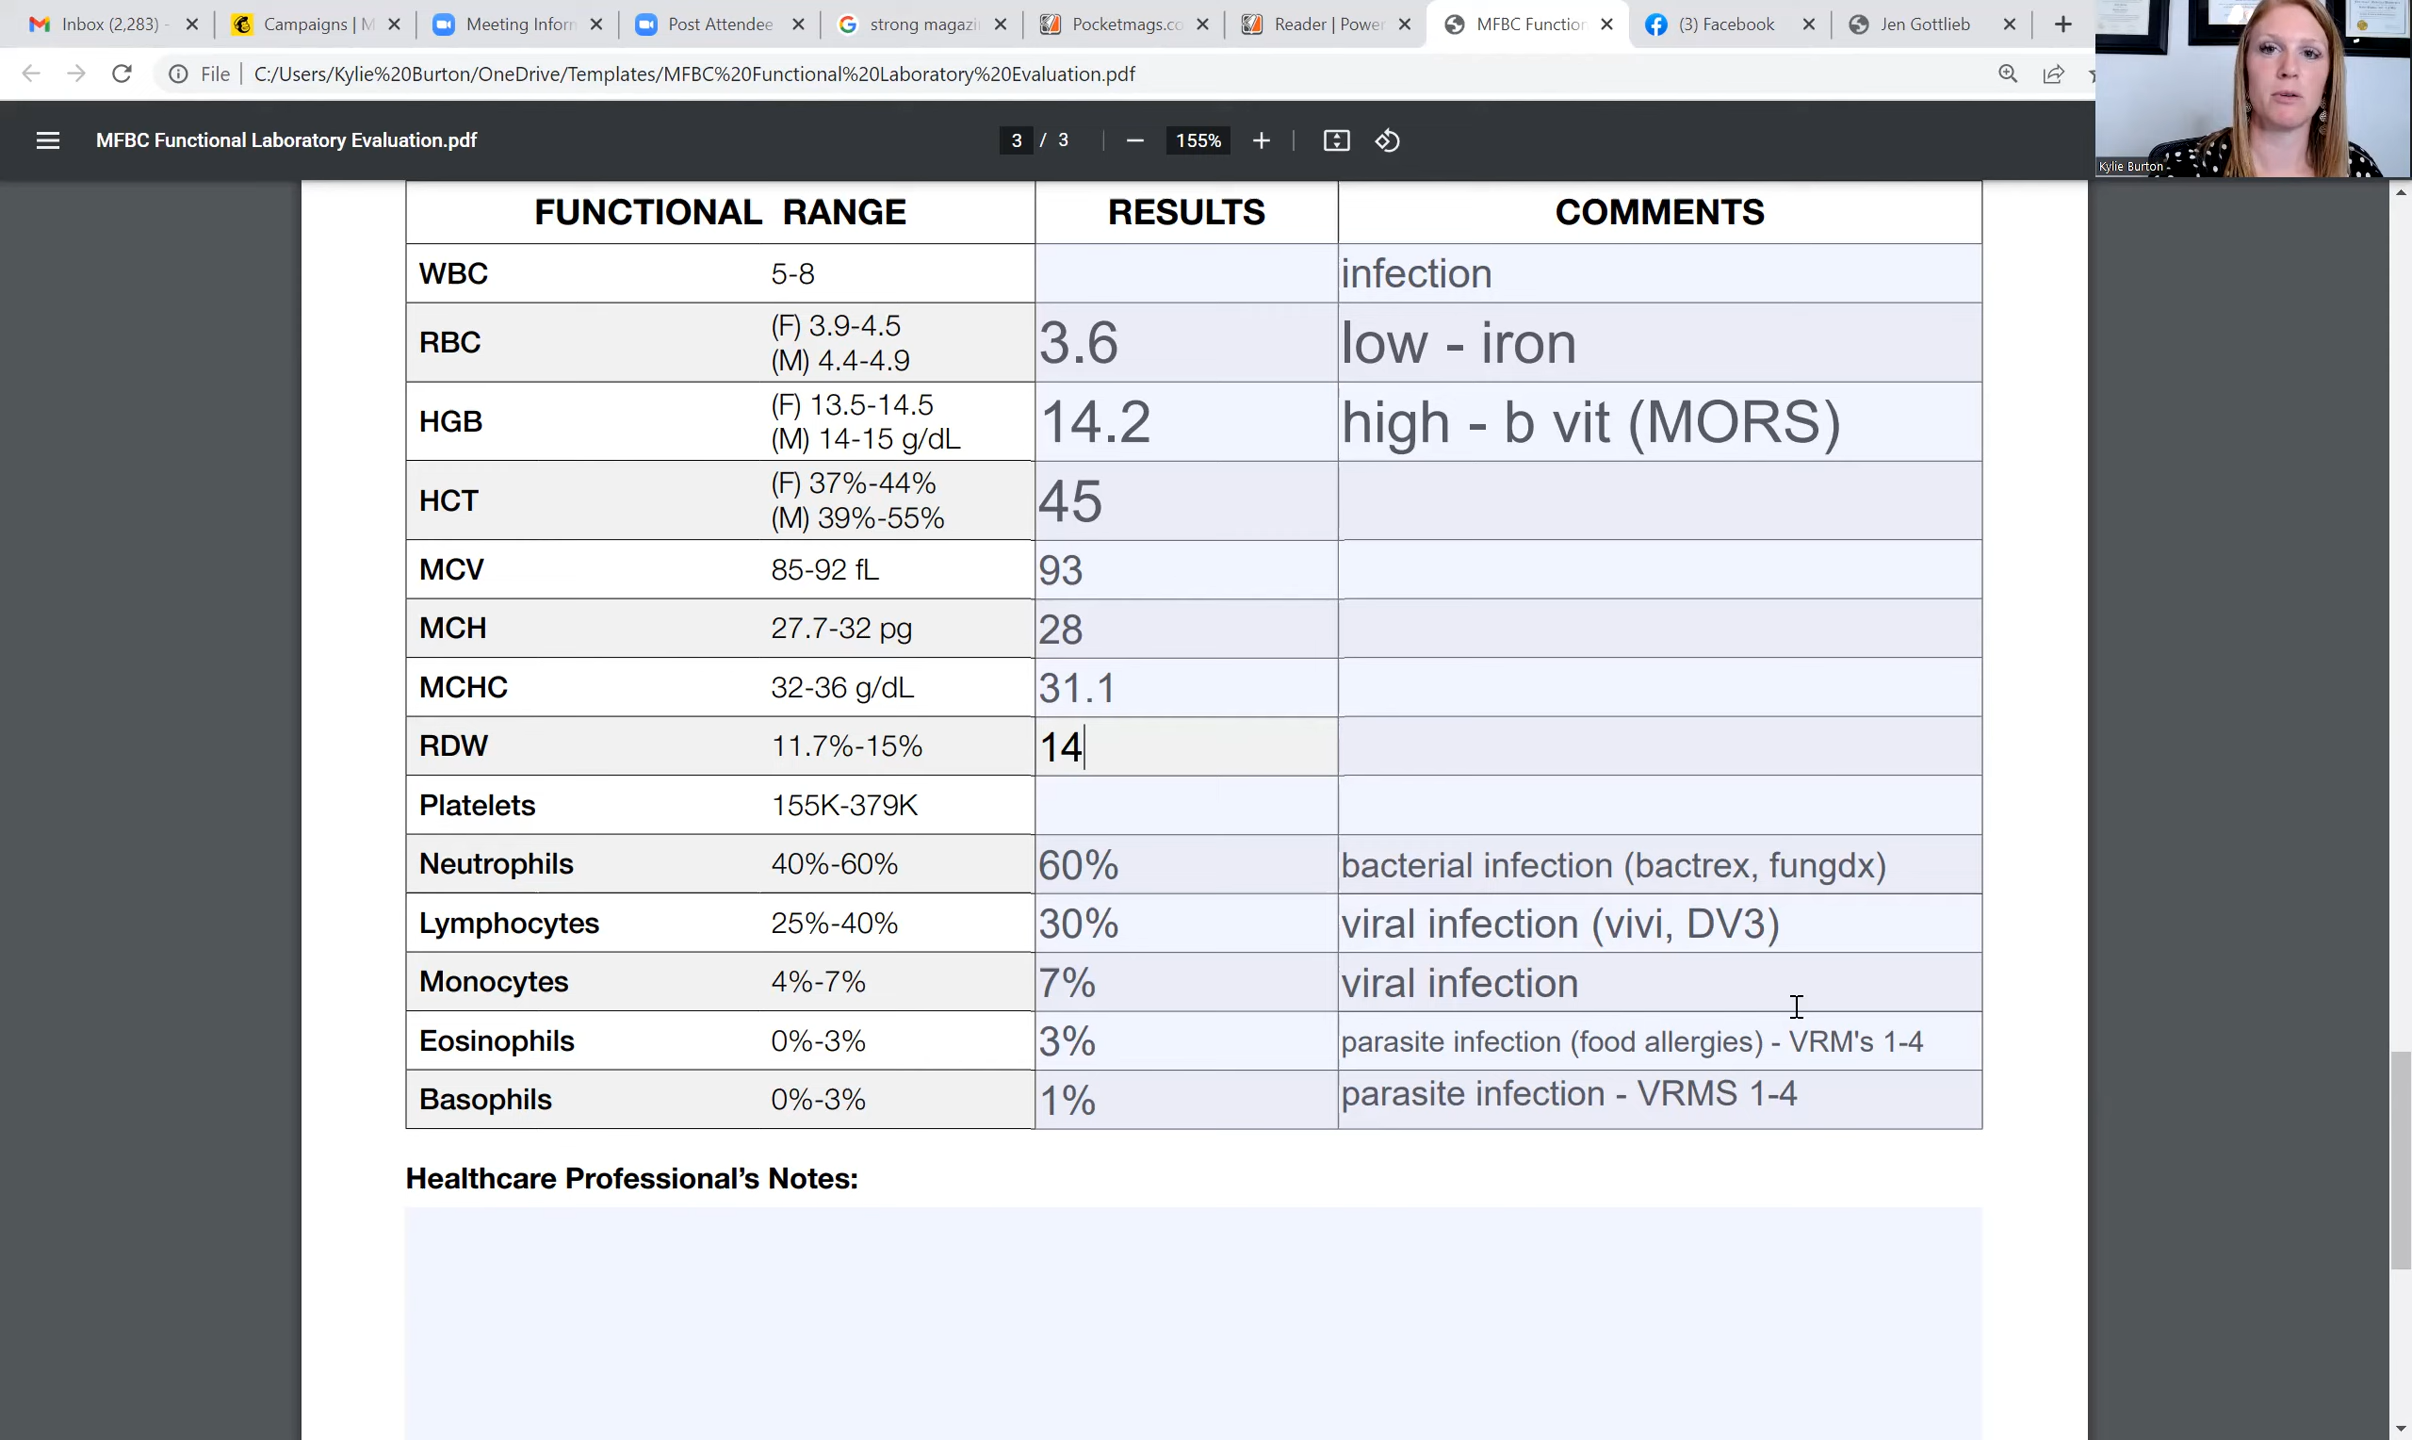 Inbox (2,283) -
Campaigns | M
Meeting Inform
Post Attendee
strong magazi
Pocketmags.co
Reader | Power
MFBC Function
(3) Facebook
Jen Gottlieb
File
C:/Users/Kylie%20Burton/OneDrive/Templates/MFBC%20Functional%20Laboratory%20Evaluation.pdf
Kylie Burton -
MFBC Functional Laboratory Evaluation.pdf
3 / 3
155%
FUNCTIONAL RANGE RESULTS COMMENTS
WBC 5-8 infection
RBC (F) 3.9-4.5
(M) 4.4-4.9 3.6 low - iron
HGB (F) 13.5-14.5
(M) 14-15 g/dL 14.2 high - b vit (MORS)
HCT (F) 37%-44%
(M) 39%-55% 45
MCV 85-92 fL 93
MCH 27.7-32 pg 28
MCHC 32-36 g/dL 31.1
RDW 11.7%-15% 14
Platelets 155K-379K
Neutrophils 40%-60% 60% bacterial infection (bactrex, fungdx)
Lymphocytes 25%-40% 30% viral infection (vivi, DV3)
Monocytes 4%-7% 7% viral infection
Eosinophils 0%-3% 3% parasite infection (food allergies) - VRM's 1-4
Basophils 0%-3% 1% parasite infection - VRMS 1-4
Healthcare Professional's Notes: